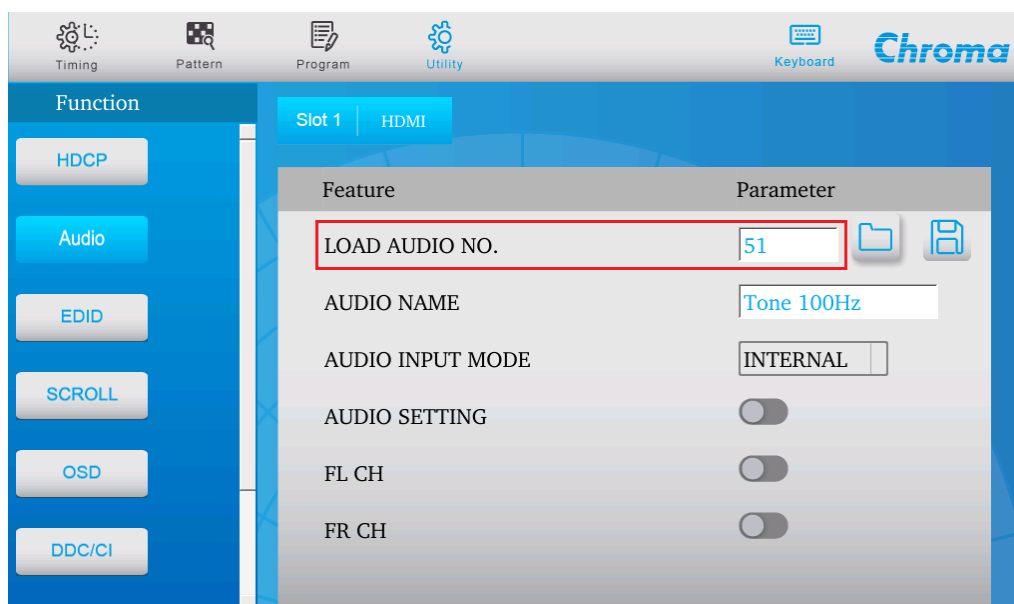 Timing
Pattern
Program
Utility
Keyboard
Chroma
Function
HDCP
Audio
EDID
SCROLL
OSD
DDC/CI
Slot 1 HDMI
Feature Parameter
LOAD AUDIO NO. 51
AUDIO NAME Tone 100Hz
AUDIO INPUT MODE INTERNAL
AUDIO SETTING
FL CH
FR CH